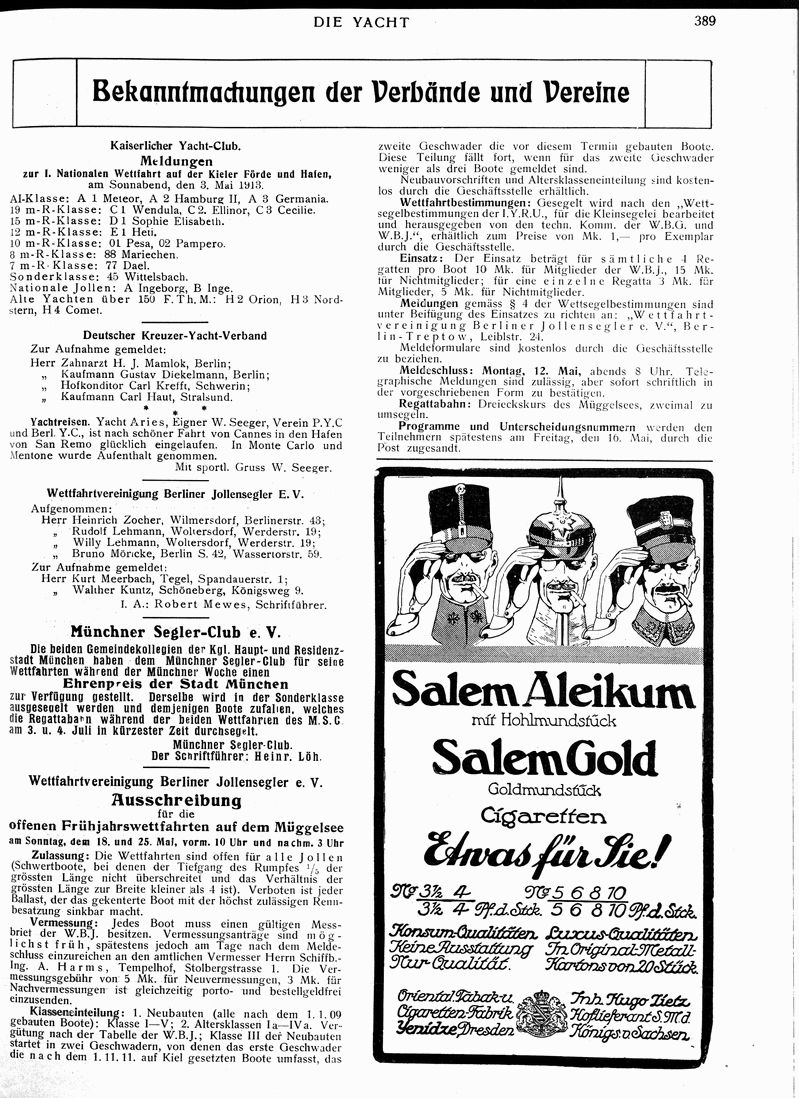 DIE YACHT
389
Bekanntmachungen der Verbände und Vereine
Kaiserlicher Yacht-Club.
Meldungen
zur I. Nationalen Wettfahrt auf der Kieler Förde und Hafen,
am Sonnabend, den 3. Mai 1913.
AI-Klasse: A 1 Meteor, A 2 Hamburg II, A 3 Germania.
19 m-R-Klasse: C 1 Wendula, C 2. Ellinor, C 3 Cecilie.
15 m-R-Klasse: D 1 Sophie Elisabeth.
12 m-R-Klasse: E 1 Heti.
10 m-R-Klasse: 01 Pesa, 02 Pampero.
8 m-R-Klasse: 88 Mariechen.
7 m-R-Klasse: 77 Dael.
Sonderklasse: 45 Wittelsbach.
Nationale Jollen: A Ingeborg, B Inge.
Alte Yachten über 150 F. Th. M.: H 2 Orion, H 3 Nord-
stern, H 4 Comet.
Deutscher Kreuzer-Yacht-Verband
Zur Aufnahme gemeldet:
Herr Zahnarzt H. J. Mamlok, Berlin;
„ Kaufmann Gustav Diekelmann, Berlin;
„ Hofkonditor Carl Krefft, Schwerin;
„ Kaufmann Carl Haut, Stralsund.
* * *
Yachtreisen. Yacht Aries, Eigner W. Seeger, Verein P.Y.C
und Berl. Y.C., ist nach schöner Fahrt von Cannes in den Hafen
von San Remo glücklich eingelaufen. In Monte Carlo und
Mentone wurde Aufenthalt genommen.
Mit sportl. Gruss W. Seeger.
Wettfahrtvereinigung Berliner Jollensegler E. V.
Aufgenommen:
Herr Heinrich Zocher, Wilmersdorf, Berlinerstr. 43;
„ Rudolf Lehmann, Woltersdorf, Werderstr. 19;
„ Willy Lehmann, Woltersdorf, Werderstr. 19;
„ Bruno Möricke, Berlin S. 42, Wassertorstr. 59.
Zur Aufnahme gemeldet:
Herr Kurt Meerbach, Tegel, Spandauerstr. 1;
„ Walther Kuntz, Schöneberg, Königsweg 9.
I. A.: Robert Mewes, Schriftführer.
Münchner Segler-Club e. V.
Die beiden Gemeindekollegien der Kgl. Haupt- und Residenz-
stadt München haben dem Münchner Segler-Club für seine
Wettfahrten während der Münchner Woche einen
Ehrenpreis der Stadt München
zur Verfügung gestellt. Derselbe wird in der Sonderklasse
ausgesegelt werden und demjenigen Boote zufallen, welches
die Regattabahn während der beiden Wettfahrten des M. S. C.
am 3. u. 4. Juli in kürzester Zeit durchsegelt.
Münchner Segler-Club.
Der Schriftführer: Heinr. Löh.
Wettfahrtvereinigung Berliner Jollensegler e. V.
Ausschreibung
für die
offenen Frühjahrswettfahrten auf dem Müggelsee
am Sonntag, dem 18. und 25. Mai, vorm. 10 Uhr und nachm. 3 Uhr
Zulassung: Die Wettfahrten sind offen für alle Jollen
(Schwertboote, bei denen der Tiefgang des Rumpfes 1/5 der
grössten Länge nicht überschreitet und das Verhältnis der
grössten Länge zur Breite kleiner als 4 ist). Verboten ist jeder
Ballast, der das gekenterte Boot mit der höchst zulässigen Renn-
besatzung sinkbar macht.
Vermessung: Jedes Boot muss einen gültigen Mess-
brief der W.B.J. besitzen. Vermessungsanträge sind mög-
lichst früh, spätestens jedoch am Tage nach dem Melde-
schluss einzureichen an den amtlichen Vermesser Herrn Schiffb.-
Ing. A. Harms, Tempelhof, Stolbergstrasse 1. Die Ver-
messungsgebühr von 5 Mk. für Neuvermessungen, 3 Mk. für
Nachvermessungen ist gleichzeitig porto- und bestellgeldfrei
einzusenden.
Klasseneinteilung: 1. Neubauten (alle nach dem 1. 1. 09
gebauten Boote): Klasse I—V; 2. Altersklassen Ia—IVa. Ver-
gütung nach der Tabelle der W.B.J.; Klasse III der Neubauten
startet in zwei Geschwadern, von denen das erste Geschwader
die nach dem 1. 11. 11. auf Kiel gesetzten Boote umfasst, das
zweite Geschwader die vor diesem Termin gebauten Boote.
Diese Teilung fällt fort, wenn für das zweite Geschwader
weniger als drei Boote gemeldet sind.
Neubauvorschriften und Altersklasseneinteilung sind kosten-
los durch die Geschäftsstelle erhältlich.
Wettfahrtbestimmungen: Gesegelt wird nach den „Wett-
segelbestimmungen der I.Y.R.U., für die Kleinsegelei bearbeitet
und herausgegeben von den techn. Komm. der W.B.G. und
W.B.J.“, erhältlich zum Preise von Mk. 1,— pro Exemplar
durch die Geschäftsstelle.
Einsatz: Der Einsatz beträgt für sämtliche 4 Re-
gatten pro Boot 10 Mk. für Mitglieder der W.B.J., 15 Mk.
für Nichtmitglieder; für eine einzelne Regatta 3 Mk. für
Mitglieder, 5 Mk. für Nichtmitglieder.
Meldungen gemäss § 4 der Wettsegelbestimmungen sind
unter Beifügung des Einsatzes zu richten an: „Wettfahrt-
vereinigung Berliner Jollensegler e. V.“, Ber-
lin-Treptow, Leiblstr. 24.
Meldeformulare sind kostenlos durch die Geschäftsstelle
zu beziehen.
Meldeschluss: Montag, 12. Mai, abends 8 Uhr. Tele-
graphische Meldungen sind zulässig, aber sofort schriftlich in
der vorgeschriebenen Form zu bestätigen.
Regattabahn: Dreieckskurs des Müggelsees, zweimal zu
umsegeln.
Programme und Unterscheidungsnummern werden den
Teilnehmern spätestens am Freitag, den 16. Mai, durch die
Post zugesandt.
Salem Aleikum
mit Hohlmundstück
Salem Gold
Goldmundstück
Cigaretten
Etwas für Sie!
No 3½ 4 No 5 6 8 10
3½ 4 Pf. d. Stck. 5 6 8 10 Pf. d. Stck.
Konsum-Qualitäten Luxus-Qualitäten
Keine Ausstattung In Original-Metall-
Nur Qualität. Kartons von 20 Stück.
Oriental. Tabak- u. Inh. Hugo Zietz
Cigaretten-Fabrik Hoflieferant S. M. d.
Yenidze, Dresden Königs v. Sachsen.